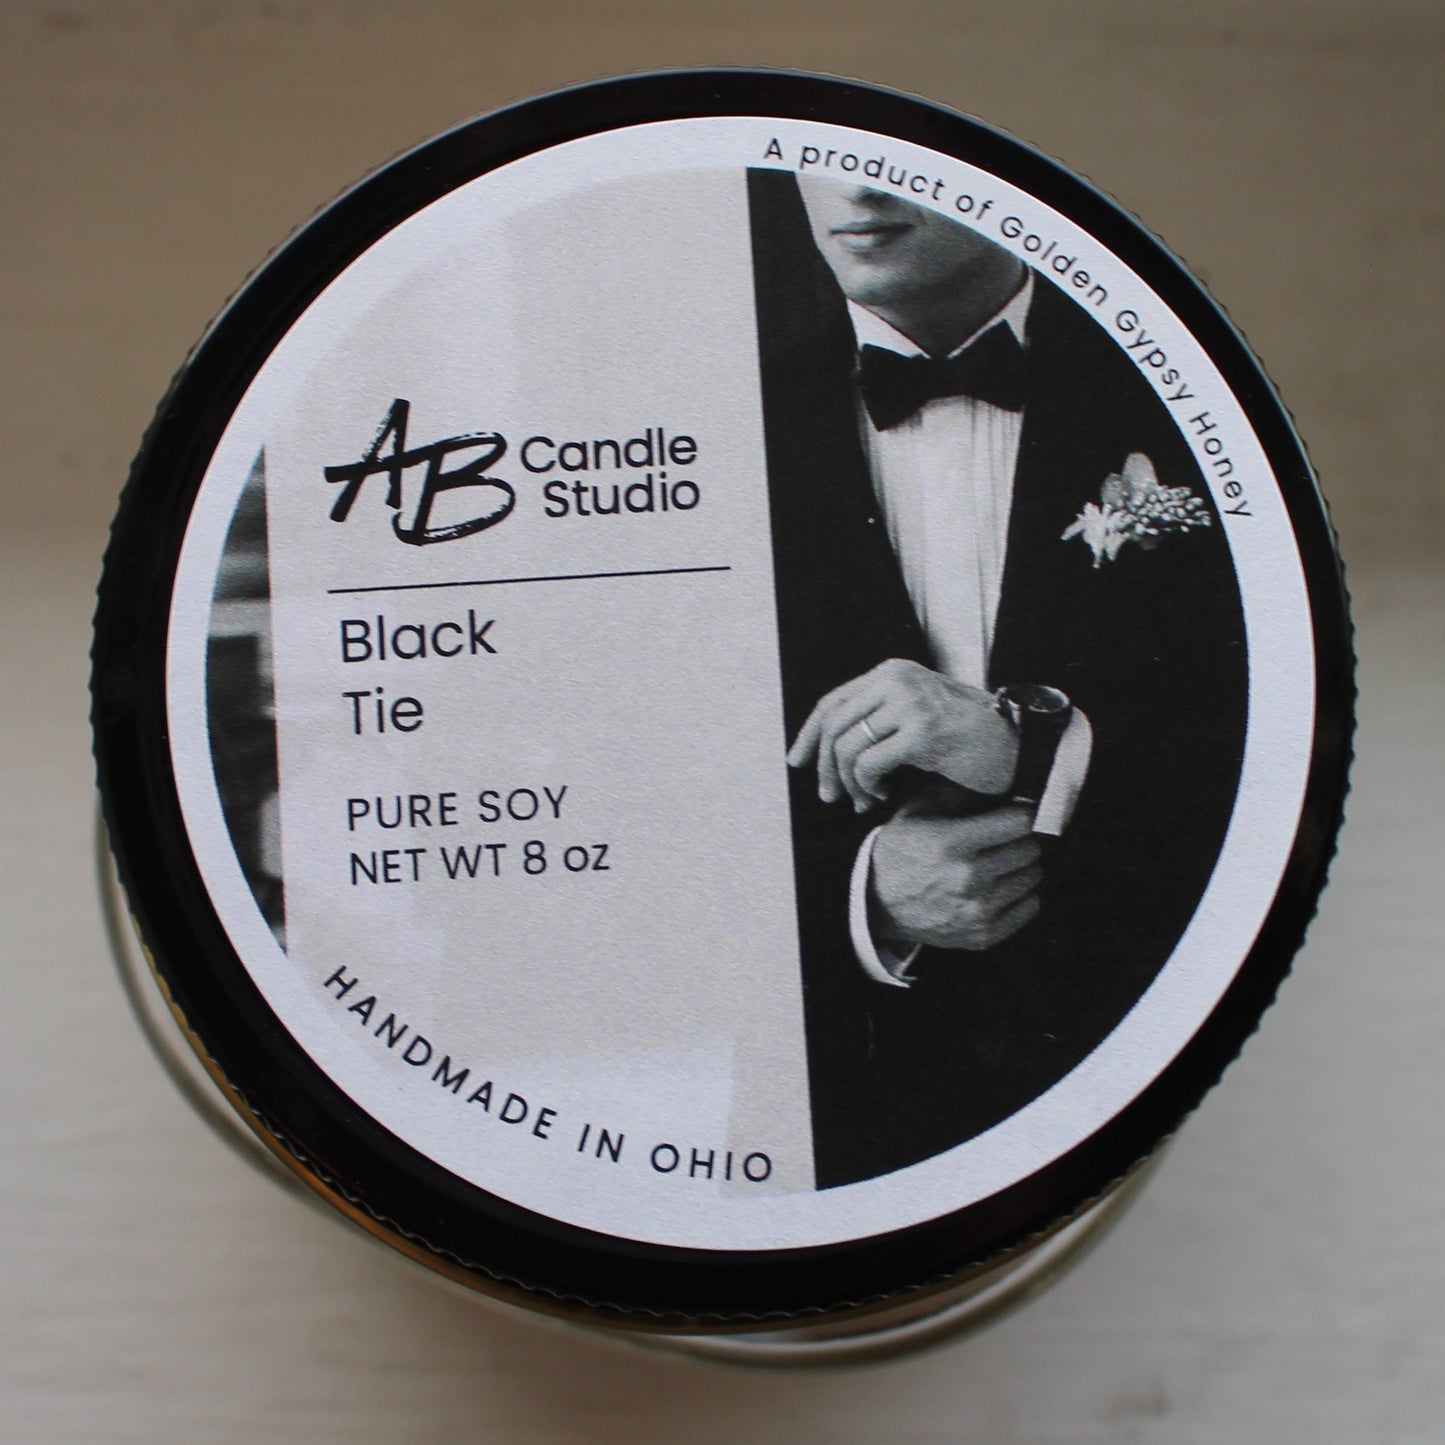 A product of Golden Gypsy Honey
AB Candle
Studio
Black
Tie
PURE SOY
NET WT 8 oz
HANDMADE IN OHIO